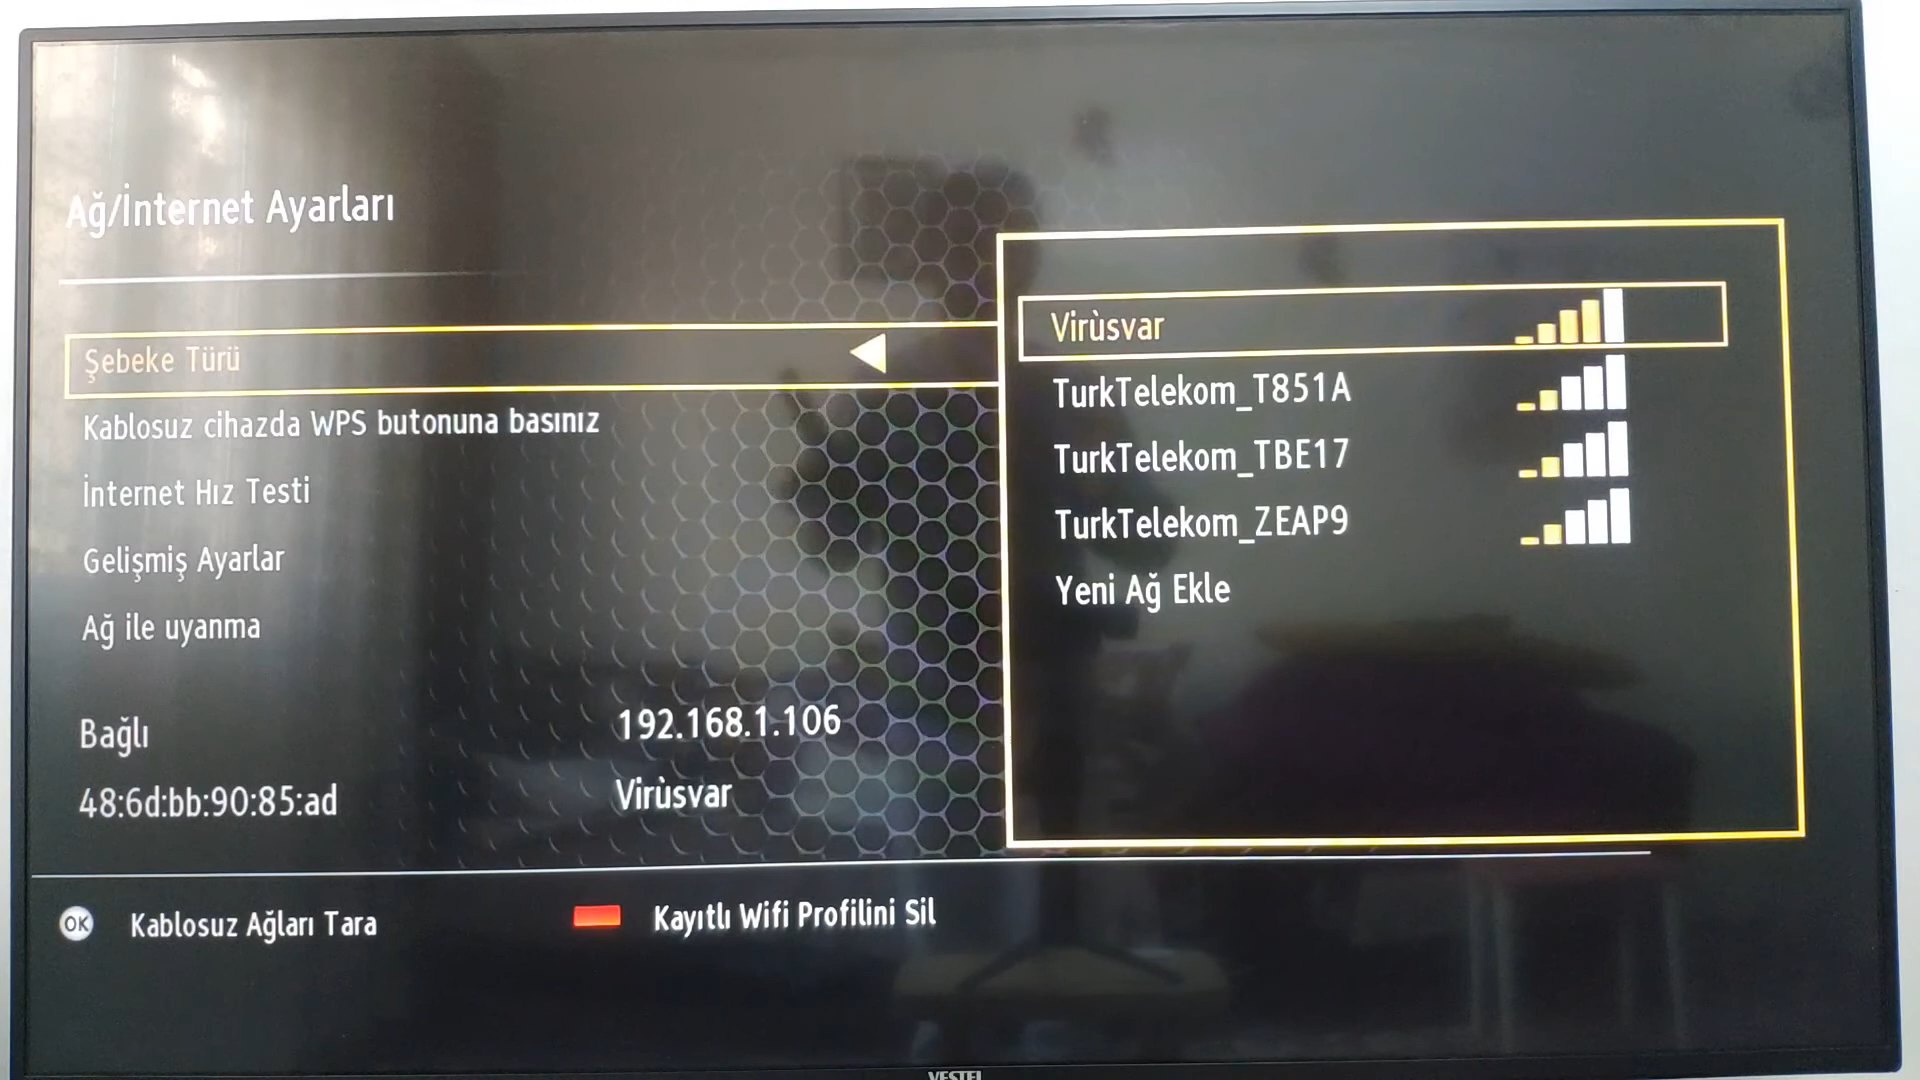 Ağ/İnternet Ayarları
Şebeke Türü
Kablosuz cihazda WPS butonuna basınız
İnternet Hız Testi
Gelişmiş Ayarlar
Ağ ile uyanma
Bağlı 192.168.1.106
48:6d:bb:90:85:ad Virùsvar
Virùsvar
TurkTelekom_T851A
TurkTelekom_TBE17
TurkTelekom_ZEAP9
Yeni Ağ Ekle
OK Kablosuz Ağları Tara Kayıtlı Wifi Profilini Sil
VESTEL